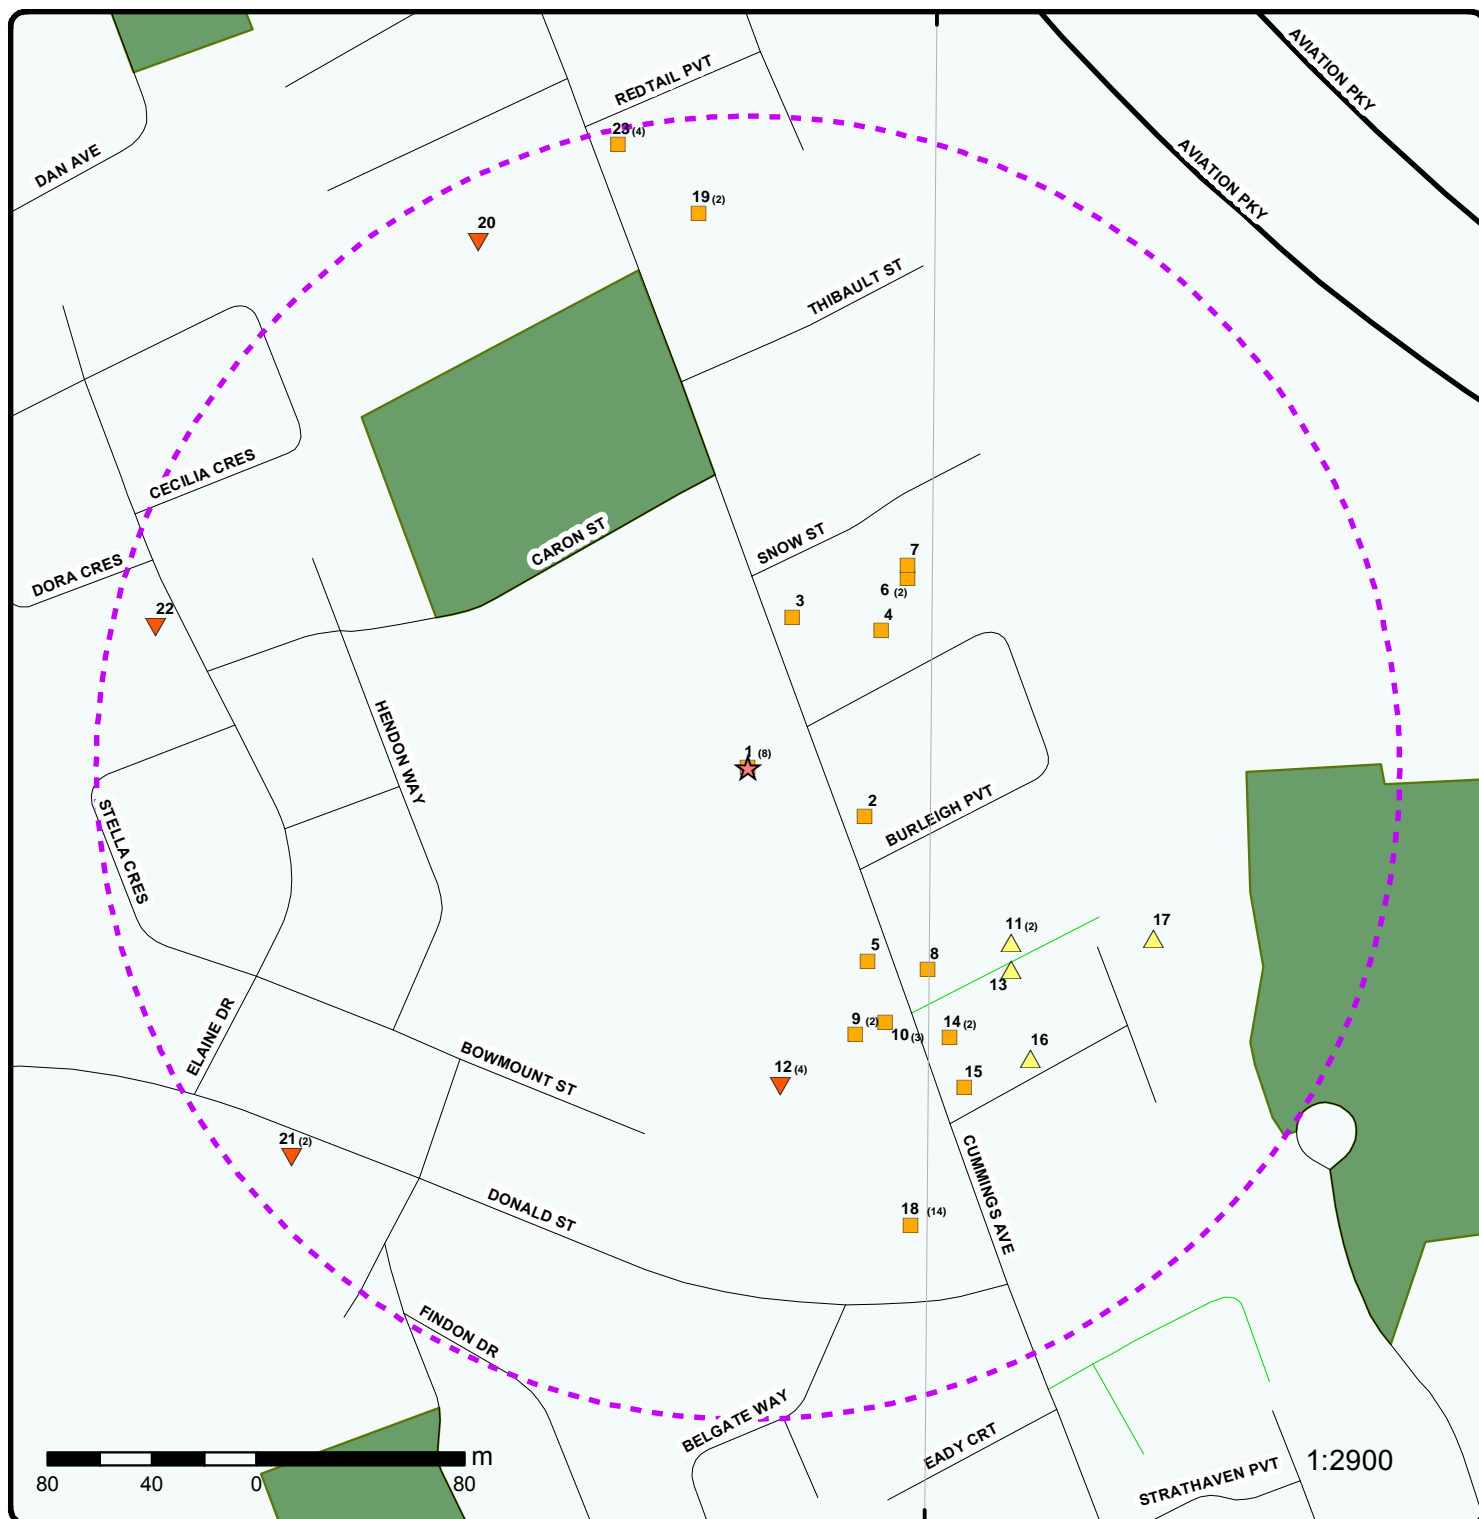 AVIATION PKY
REDTAIL PVT
23 (4)
DAN AVE
AVIATION PKY
19 (2)
20
THIBAULT ST
CECILIA CRES
CARON ST
SNOW ST
7
DORA CRES
6 (2)
3
22
4
HENDON WAY
1 (8)
2
BURLEIGH PVT
STELLA CRES
11 (2)
17
5
8
13
ELAINE DR
9 (2)
10 (3)
14 (2)
16
BOWMOUNT ST
12 (4)
15
21 (2)
CUMMINGS AVE
DONALD ST
18 (14)
FINDON DR
BELGATE WAY
EADY CRT
m
1:2900
80 40 0 80
STRATHAVEN PVT